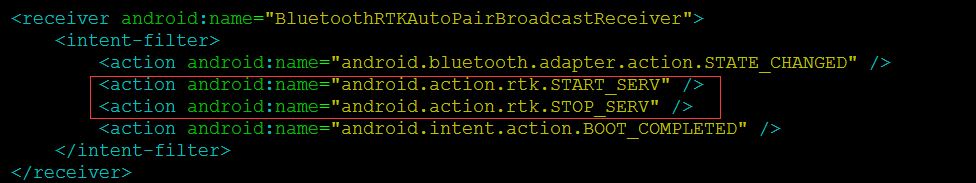 <receiver android:name="BluetoothRTKAutoPairBroadcastReceiver">
    <intent-filter>
        <action android:name="android.bluetooth.adapter.action.STATE_CHANGED" />
        <action android:name="android.action.rtk.START_SERV" />
        <action android:name="android.action.rtk.STOP_SERV" />
        <action android:name="android.intent.action.BOOT_COMPLETED" />
    </intent-filter>
</receiver>